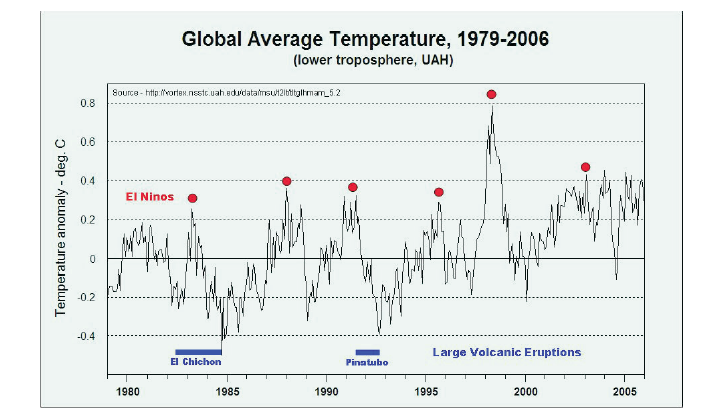 Global Average Temperature, 1979-2006
(lower troposphere, UAH)
Source - http://vortex.nsstc.uah.edu/data/msu/t2lt/tltglhmam_5.2
0.8
0.6
0.4
El Ninos
0.2
0
-0.2
-0.4
Temperature anomaly - deg. C
El Chichon
Pinatubo
Large Volcanic Eruptions
1980
1985
1990
1995
2000
2005